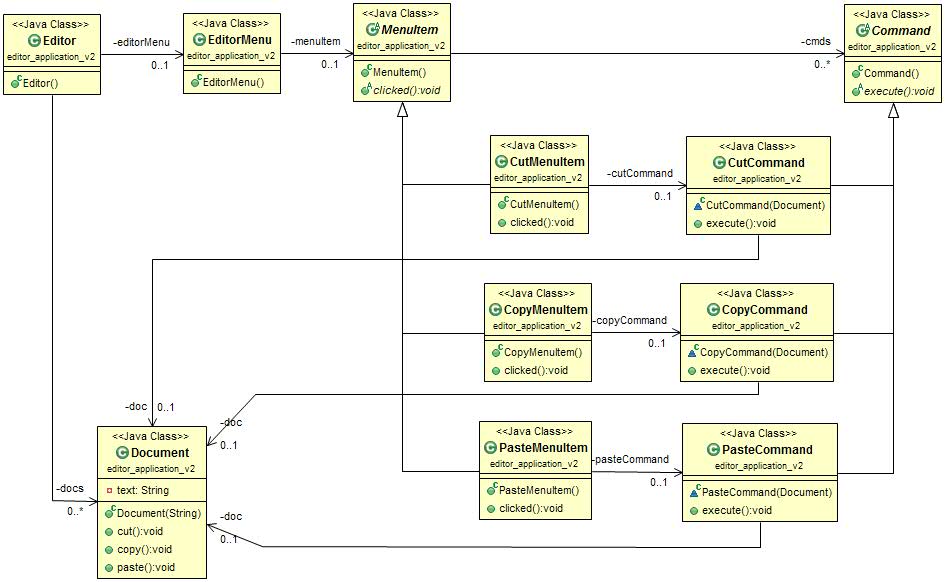 <<Java Class>>
Editor
editor_application_v2
Editor()
-editorMenu
0..1
<<Java Class>>
EditorMenu
editor_application_v2
EditorMenu()
-menuItem
0..1
<<Java Class>>
MenuItem
editor_application_v2
MenuItem()
clicked():void
-cmds
0..*
<<Java Class>>
Command
editor_application_v2
Command()
execute():void
<<Java Class>>
CutMenuItem
editor_application_v2
CutMenuItem()
clicked():void
-cutCommand
0..1
<<Java Class>>
CutCommand
editor_application_v2
CutCommand(Document)
execute():void
<<Java Class>>
CopyMenuItem
editor_application_v2
CopyMenuItem()
clicked():void
-copyCommand
0..1
<<Java Class>>
CopyCommand
editor_application_v2
CopyCommand(Document)
execute():void
-doc
0..1
-doc
0..1
<<Java Class>>
PasteMenuItem
editor_application_v2
PasteMenuItem()
clicked():void
-pasteCommand
0..1
<<Java Class>>
PasteCommand
editor_application_v2
PasteCommand(Document)
execute():void
-docs
0..*
<<Java Class>>
Document
editor_application_v2
text: String
Document(String)
cut():void
copy():void
paste():void
-doc
0..1